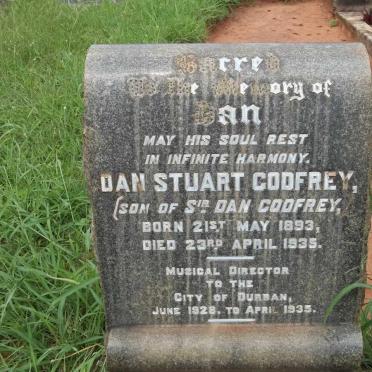 Sacred
To The Memory of
Dan
MAY HIS SOUL REST
IN INFINITE HARMONY.
DAN STUART GODFREY,
(SON OF SIR DAN GODFREY,
BORN 21ST MAY 1893,
DIED 23RD APRIL 1935.
MUSICAL DIRECTOR
TO THE
CITY OF DURBAN,
JUNE 1928, TO APRIL 1935.